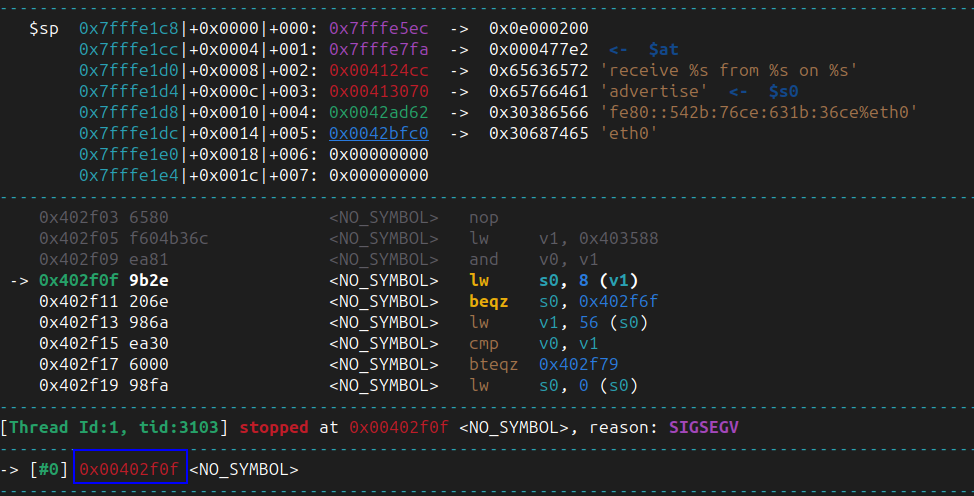 $sp 0x7fffe1c8|+0x0000|+000: 0x7fffe5ec -> 0x0e000200
0x7fffe1cc|+0x0004|+001: 0x7fffe7fa -> 0x000477e2 <- $at
0x7fffe1d0|+0x0008|+002: 0x004124cc -> 0x65636572 'receive %s from %s on %s'
0x7fffe1d4|+0x000c|+003: 0x00413070 -> 0x65766461 'advertise' <- $s0
0x7fffe1d8|+0x0010|+004: 0x0042ad62 -> 0x30386566 'fe80::542b:76ce:631b:36ce%eth0'
0x7fffe1dc|+0x0014|+005: 0x0042bfc0 -> 0x30687465 'eth0'
0x7fffe1e0|+0x0018|+006: 0x00000000
0x7fffe1e4|+0x001c|+007: 0x00000000
0x402f03 6580 <NO_SYMBOL> nop
0x402f05 f604b36c <NO_SYMBOL> lw v1, 0x403588
0x402f09 ea81 <NO_SYMBOL> and v0, v1
-> 0x402f0f 9b2e <NO_SYMBOL> lw s0, 8 (v1)
0x402f11 206e <NO_SYMBOL> beqz s0, 0x402f6f
0x402f13 986a <NO_SYMBOL> lw v1, 56 (s0)
0x402f15 ea30 <NO_SYMBOL> cmp v0, v1
0x402f17 6000 <NO_SYMBOL> bteqz 0x402f79
0x402f19 98fa <NO_SYMBOL> lw s0, 0 (s0)
[Thread Id:1, tid:3103] stopped at 0x00402f0f <NO_SYMBOL>, reason: SIGSEGV
-> [#0] 0x00402f0f <NO_SYMBOL>